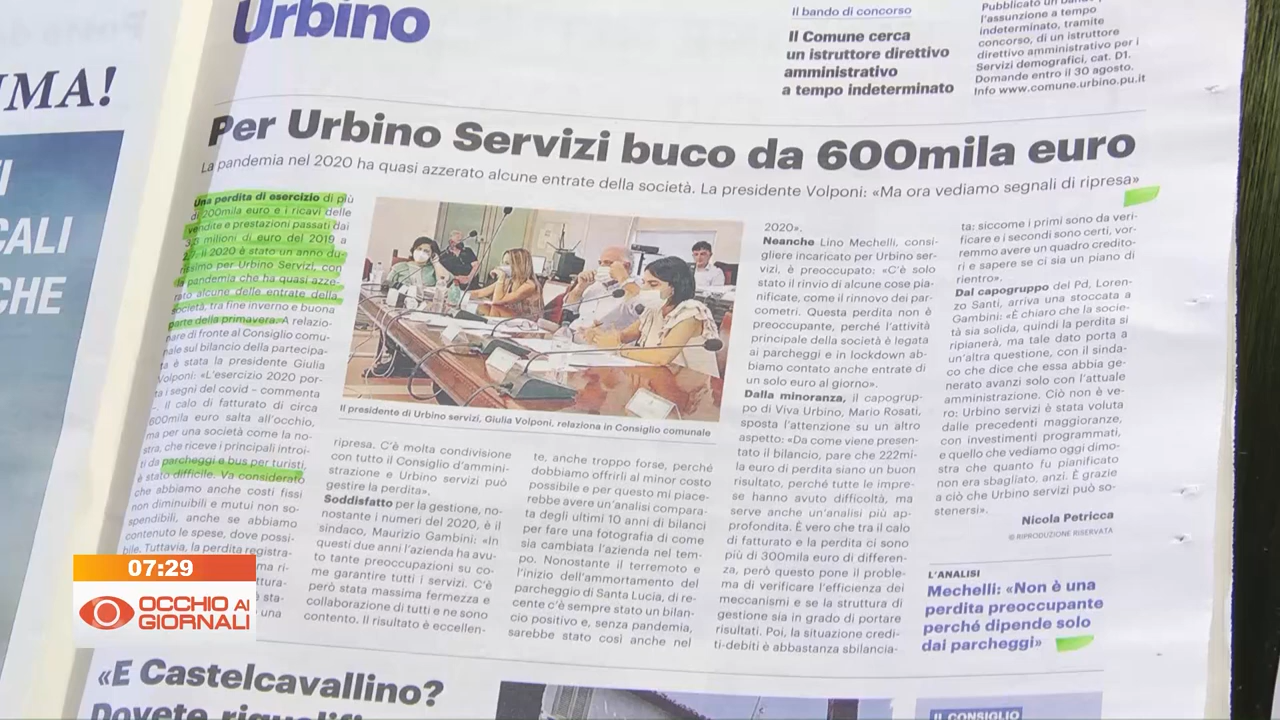 Urbino
IMA!
Il bando di concorso
Il Comune cerca
un istruttore direttivo
amministrativo
a tempo indeterminato
l'assunzione a tempo
indeterminato, tramite
concorso, di un istruttore
direttivo amministrativo per i
Servizi demografici, cat. D1.
Domande entro il 30 agosto.
Info www.comune.urbino.pu.it
Per Urbino Servizi buco da 600mila euro
La pandemia nel 2020 ha quasi azzerato alcune entrate della società. La presidente Volponi: «Ma ora vediamo segnali di ripresa»
Una perdita di esercizio di più
di 200mila euro e i ricavi delle
vendite e prestazioni passati dai
milioni di euro del 2019 a
Il 2020 è stato un anno du-
rissimo per Urbino Servizi, con
la pandemia che ha quasi azze-
rato alcune delle entrate della
società, tra fine inverno e buona
parte della primavera. A relazio-
nare di fronte al Consiglio comu-
nale sul bilancio della partecipa-
ta è stata la presidente Giulia
Volponi: «L'esercizio 2020 por-
ta i segni del covid – commenta
–, il calo di fatturato di circa
600mila euro salta all'occhio,
ma per una società come la no-
stra, che riceve i principali introi-
ti da parcheggi e bus per turisti,
è stato difficile. Va considerato
che abbiamo anche costi fissi
non diminuibili e mutui non so-
spendibili, anche se abbiamo
contenuto le spese, dove possi-
bile. Tuttavia, la perdita registra-
Il presidente di Urbino servizi, Giulia Volponi, relaziona in Consiglio comunale
ripresa. C'è molta condivisione
con tutto il Consiglio d'ammini-
strazione e Urbino servizi può
gestire la perdita».
Soddisfatto per la gestione, no-
nostante i numeri del 2020, è il
sindaco, Maurizio Gambini: «In
questi due anni l'azienda ha avu-
to tante preoccupazioni su co-
me garantire tutti i servizi. C'è
però stata massima fermezza e
collaborazione di tutti e ne sono
contento. Il risultato è eccellen-
te, anche troppo forse, perché
dobbiamo offrirli al minor costo
possibile e per questo mi piace-
rebbe avere un'analisi compara-
ta degli ultimi 10 anni di bilanci
per fare una fotografia di come
sia cambiata l'azienda nel tem-
po. Nonostante il terremoto e
l'inizio dell'ammortamento del
parcheggio di Santa Lucia, di re-
cente c'è sempre stato un bilan-
cio positivo e, senza pandemia,
sarebbe stato così anche nel
2020».
Neanche Lino Mechelli, consi-
gliere incaricato per Urbino ser-
vizi, è preoccupato: «C'è solo
stato il rinvio di alcune cose pia-
nificate, come il rinnovo dei par-
cometri. Questa perdita non è
preoccupante, perché l'attività
principale della società è legata
ai parcheggi e in lockdown ab-
biamo contato anche entrate di
un solo euro al giorno».
Dalla minoranza, il capogrup-
po di Viva Urbino, Mario Rosati,
sposta l'attenzione su un altro
aspetto: «Da come viene presen-
tato il bilancio, pare che 222mi-
la euro di perdita siano un buon
risultato, perché tutte le impre-
se hanno avuto difficoltà, ma
serve anche un'analisi più ap-
profondita. È vero che tra il calo
di fatturato e la perdita ci sono
più di 300mila euro di differen-
za, però questo pone il proble-
ma di verificare l'efficienza dei
meccanismi e se la struttura di
gestione sia in grado di portare
risultati. Poi, la situazione credi-
ti-debiti è abbastanza sbilancia-
ta: siccome i primi sono da veri-
ficare e i secondi sono certi, vor-
remmo avere un quadro credito-
ri e sapere se ci sia un piano di
rientro».
Dal capogruppo del Pd, Loren-
zo Santi, arriva una stoccata a
Gambini: «È chiaro che la socie-
tà sia solida, quindi la perdita si
ripianerà, ma tale dato porta a
un'altra questione, con il sinda-
co che dice che essa abbia ge-
nerato avanzi solo con l'attuale
amministrazione. Ciò non è ve-
ro: Urbino servizi è stata voluta
dalle precedenti maggioranze,
con investimenti programmati,
e quello che vediamo oggi dimo-
stra che quanto fu pianificato
non era sbagliato, anzi. È grazie
a ciò che Urbino servizi può so-
stenersi».
Nicola Petricca
© RIPRODUZIONE RISERVATA
L'ANALISI
Mechelli: «Non è una
perdita preoccupante
perché dipende solo
dai parcheggi»
07:29
OCCHIO AI
GIORNALI
«E Castelcavallino?
IL CONSIGLIO